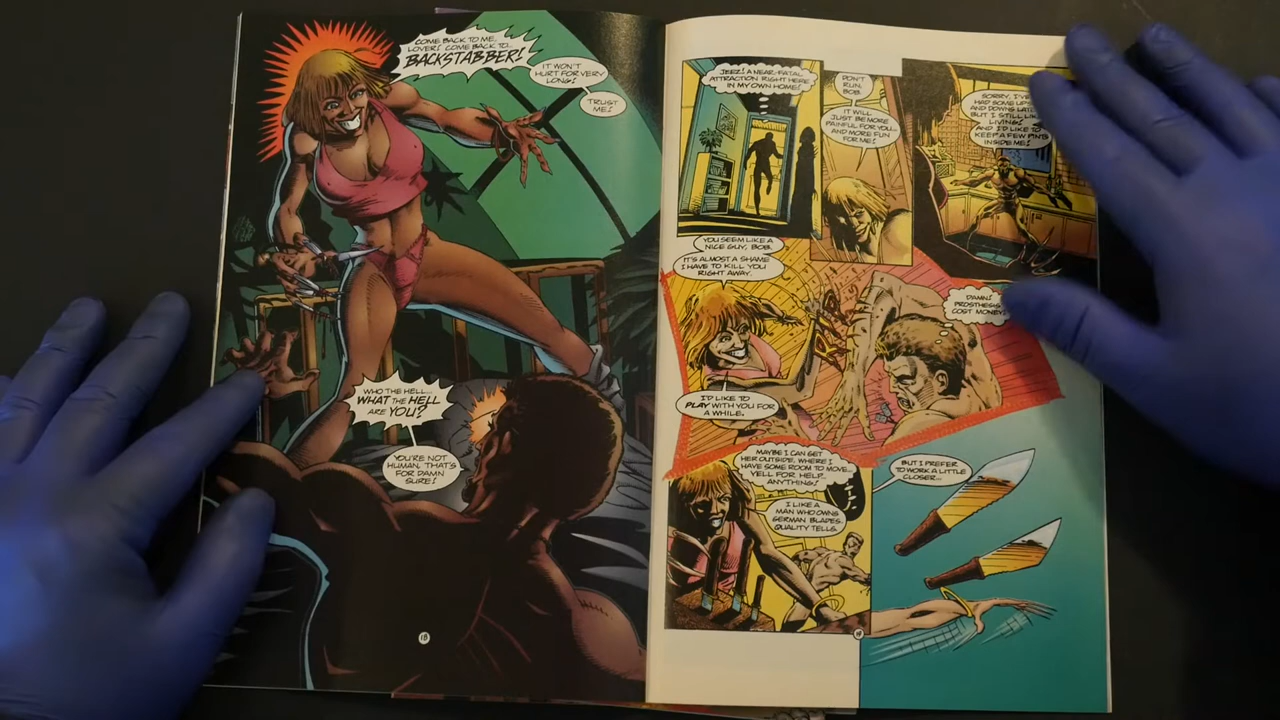 COME BACK TO ME,
LOVER! COME BACK TO...
BACKSTABBER!
IT WON'T
HURT FOR VERY
LONG!
TRUST
ME!
WHO THE HELL...
WHAT THE HELL
ARE YOU?
YOU'RE NOT
HUMAN, THAT'S
FOR DAMN
SURE!
18
JEEZ! A NEAR-FATAL
ATTRACTION RIGHT HERE
IN MY OWN HOME!
DON'T
RUN,
BOB.
IT WILL
JUST BE MORE
PAINFUL FOR YOU...
AND MORE FUN
FOR ME!
SORRY, I'VE
HAD SOME UPS
AND DOWNS LATELY
BUT I STILL LIKE
LIVING!
AND I'D LIKE TO
KEEP A FEW PINTS
INSIDE ME!
YOU SEEM LIKE A
NICE GUY, BOB.
IT'S ALMOST A SHAME
I HAVE TO KILL YOU
RIGHT AWAY.
DAMN!
PROSTHESIS
COST MONEY!
I'D LIKE TO
PLAY WITH YOU FOR
A WHILE.
MAYBE I CAN GET
HER OUTSIDE, WHERE I
HAVE SOME ROOM TO MOVE...
YELL FOR HELP...
ANYTHING!
I LIKE A
MAN WHO OWNS
GERMAN BLADES.
QUALITY TELLS.
BUT I PREFER
TO WORK A LITTLE
CLOSER...